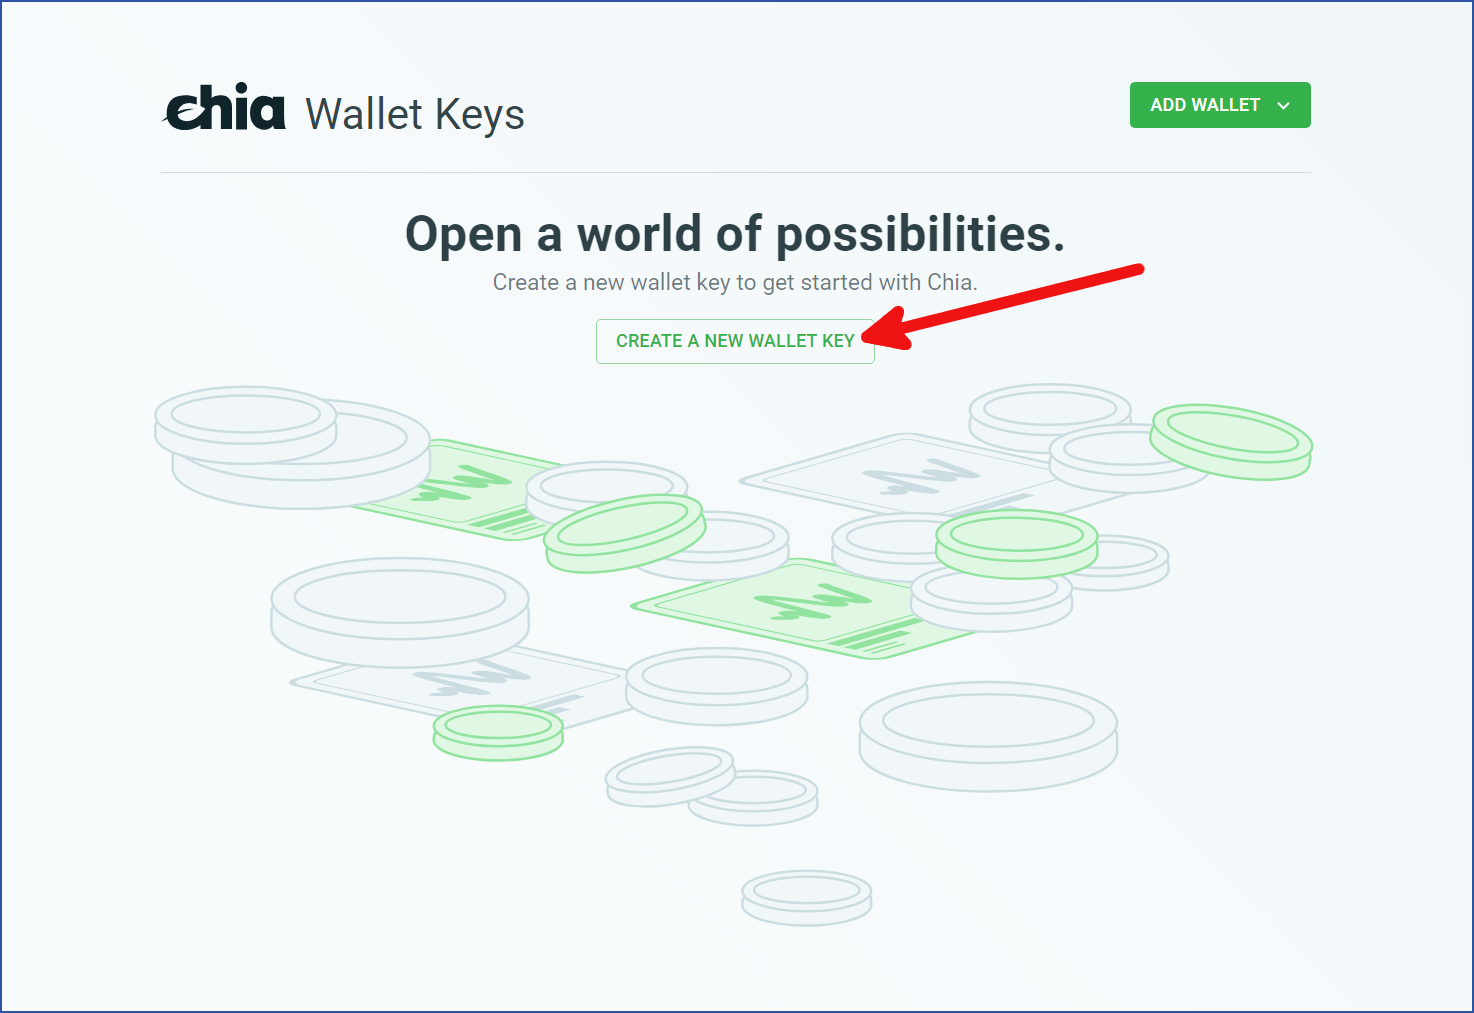 chia Wallet Keys
ADD WALLET
Open a world of possibilities.
Create a new wallet key to get started with Chia.
CREATE A NEW WALLET KEY